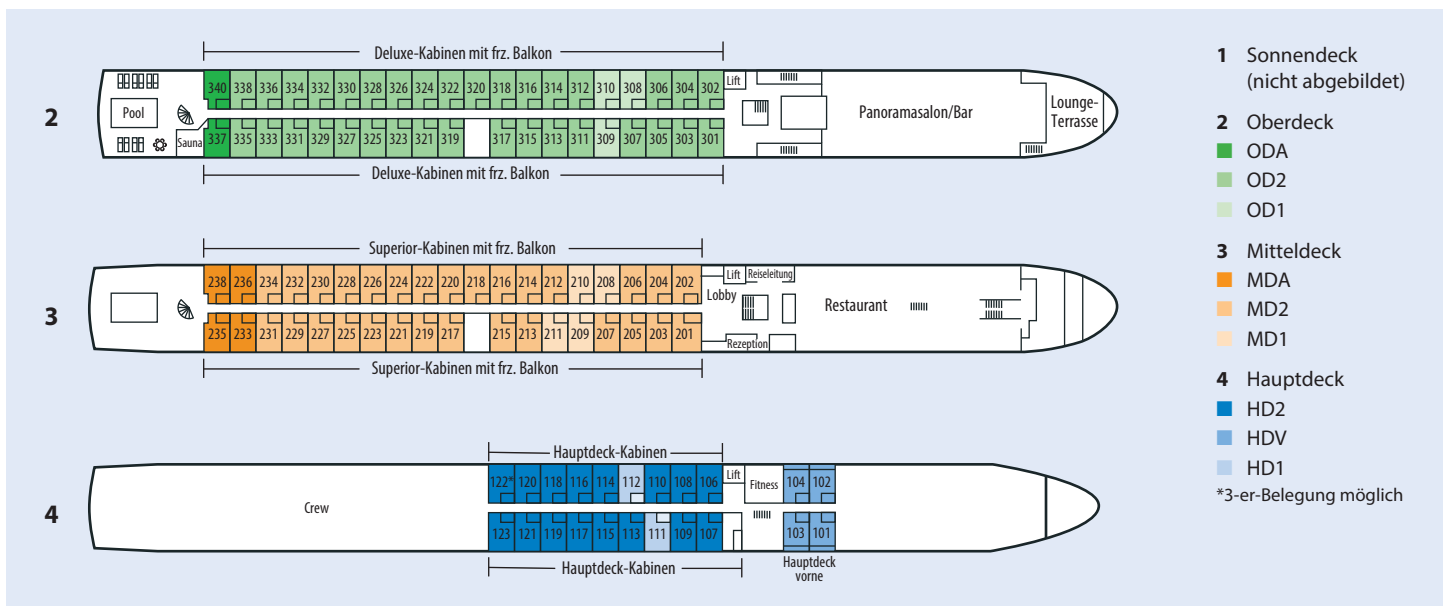 Deluxe-Kabinen mit frz. Balkon
2
Pool
Sauna
340 338 336 334 332 330 328 326 324 322 320 318 316 314 312 310 308 306 304 302
337 335 333 331 329 327 325 323 321 319 317 315 313 311 309 307 305 303 301
Lift
Panoramasalon/Bar
Lounge-
Terrasse
Deluxe-Kabinen mit frz. Balkon
Superior-Kabinen mit frz. Balkon
3
238 236 234 232 230 228 226 224 222 220 218 216 214 212 210 208 206 204 202
235 233 231 229 227 225 223 221 219 217 215 213 211 209 207 205 203 201
Lift
Reiseleitung
Lobby
Rezeption
Restaurant
Superior-Kabinen mit frz. Balkon
Hauptdeck-Kabinen
4
Crew
122* 120 118 116 114 112 110 108 106
123 121 119 117 115 113 111 109 107
Lift
Fitness
104 102
103 101
Hauptdeck
vorne
Hauptdeck-Kabinen
1 Sonnendeck
(nicht abgebildet)
2 Oberdeck
ODA
OD2
OD1
3 Mitteldeck
MDA
MD2
MD1
4 Hauptdeck
HD2
HDV
HD1
*3-er-Belegung möglich